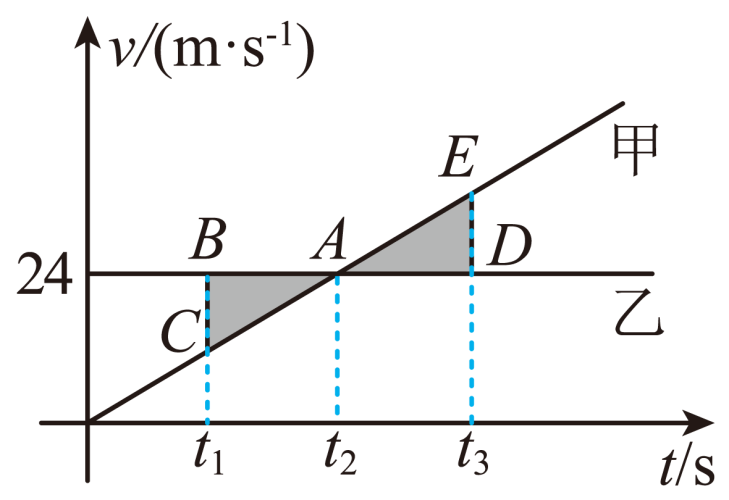 v/(m·s⁻¹)
甲
E
B
A
D
24
C
乙
t₁
t₂
t₃
t/s